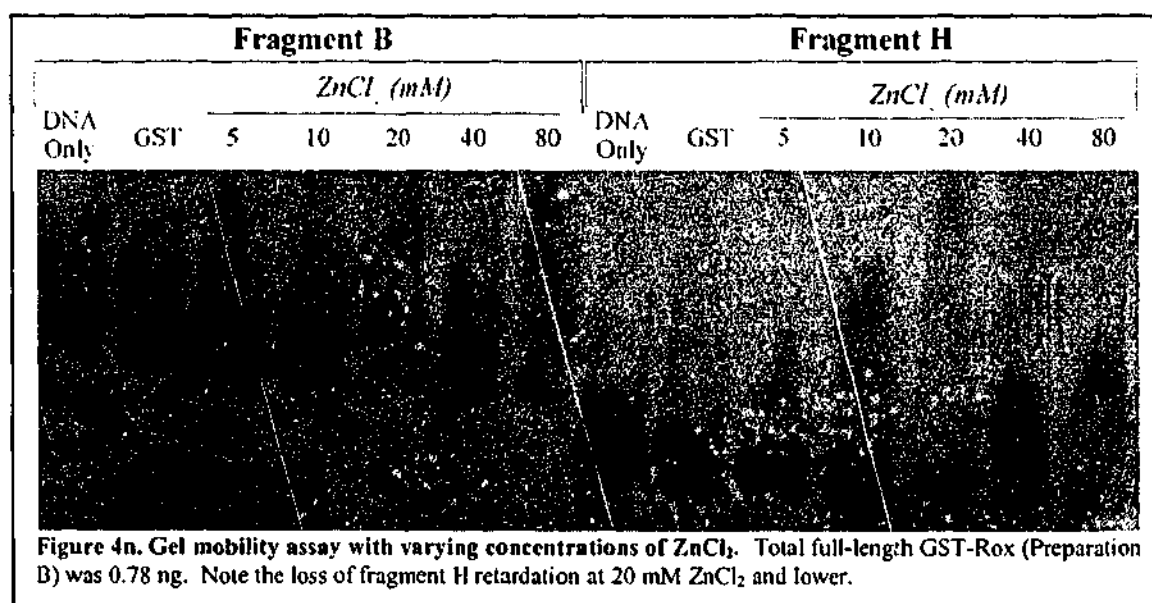 Fragment B Fragment H
ZnCl (mM) ZnCl (mM)
DNA Only GST 5 10 20 40 80 DNA Only GST 5 10 20 40 80
Figure 4n. Gel mobility assay with varying concentrations of ZnCl₂. Total full-length GST-Rox (Preparation
B) was 0.78 ng. Note the loss of fragment H retardation at 20 mM ZnCl₂ and lower.